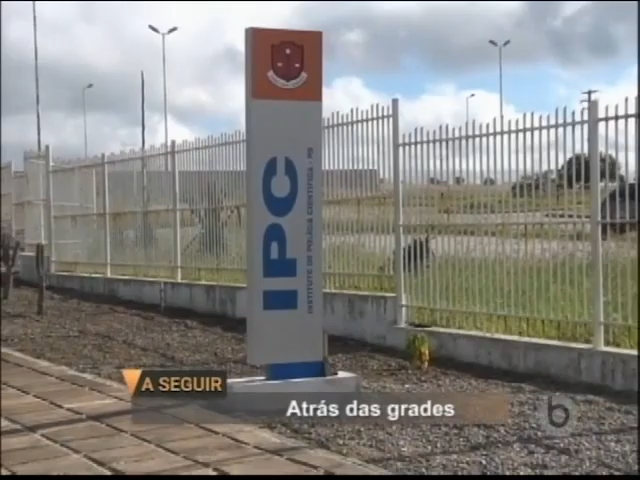 IPC
INSTITUTO DE POLÍCIA CIENTÍFICA - PB
A SEGUIR
Atrás das grades
b